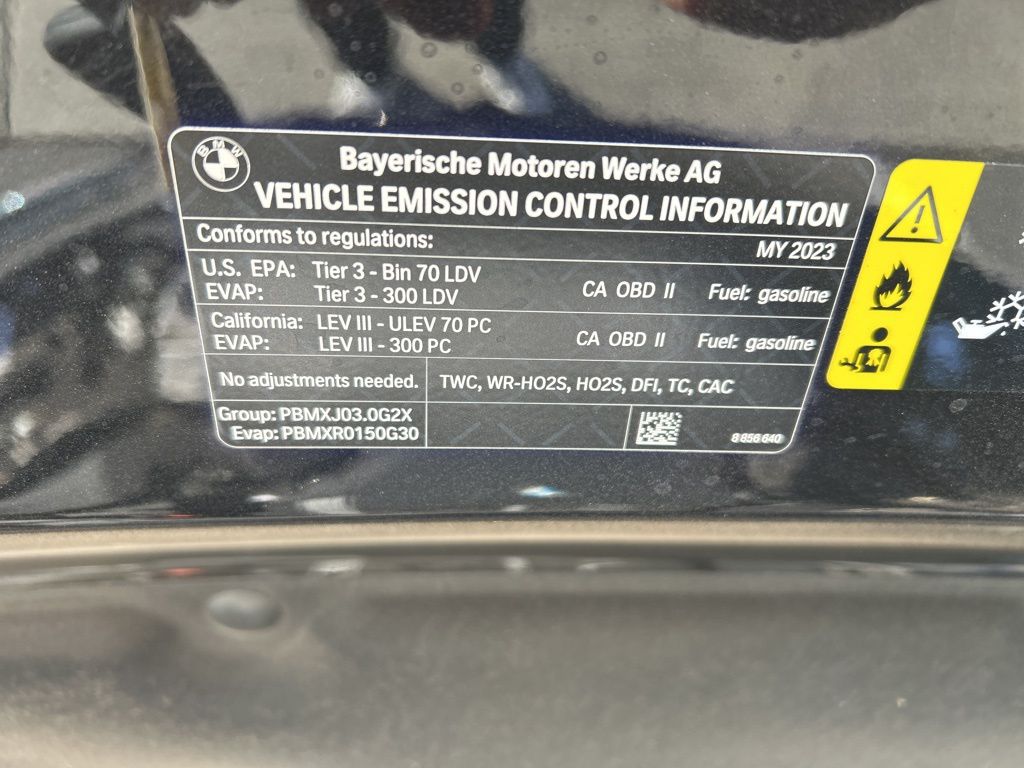 BMW
Bayerische Motoren Werke AG
VEHICLE EMISSION CONTROL INFORMATION
Conforms to regulations: MY 2023
U.S. EPA: Tier 3 - Bin 70 LDV
EVAP: Tier 3 - 300 LDV CA OBD II Fuel: gasoline
California: LEV III - ULEV 70 PC
EVAP: LEV III - 300 PC CA OBD II Fuel: gasoline
No adjustments needed. TWC, WR-HO2S, HO2S, DFI, TC, CAC
Group: PBMXJ03.0G2X
Evap: PBMXR0150G30
8 856 640